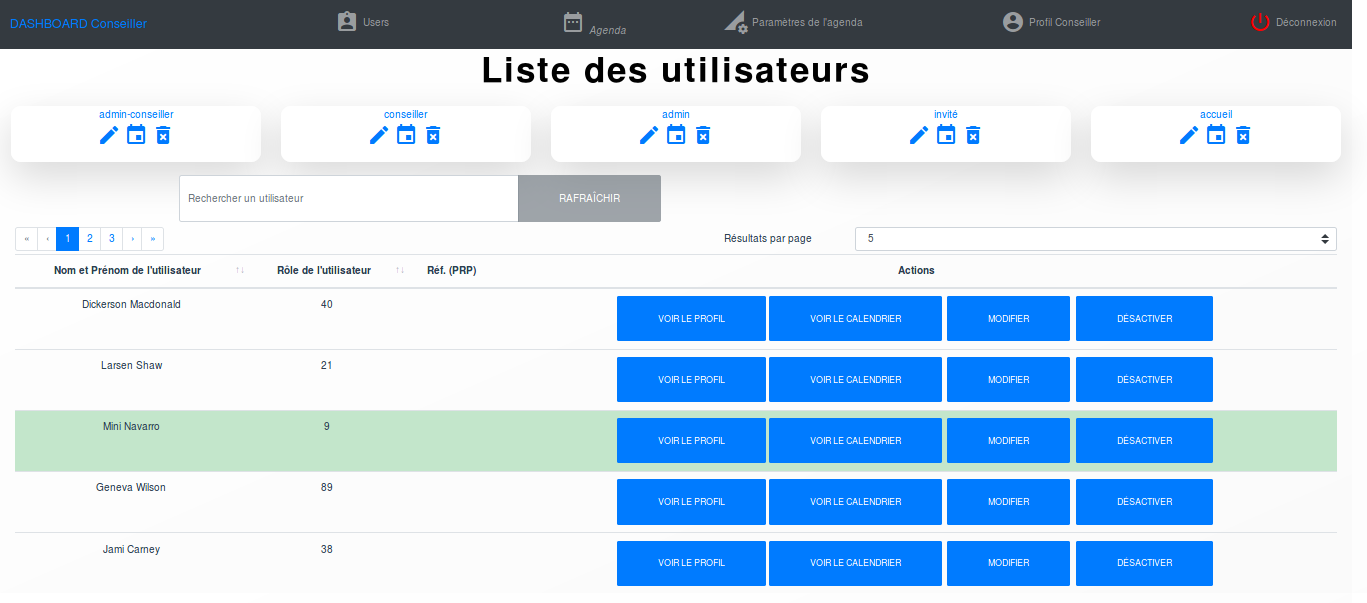 DASHBOARD Conseiller Users Agenda Paramètres de l'agenda Profil Conseiller Déconnexion
Liste des utilisateurs
admin-conseiller conseiller admin invité accueil
Rechercher un utilisateur RAFRAÎCHIR
« ‹ 1 2 3 › » Résultats par page 5
Nom et Prénom de l'utilisateur ↑↓ Rôle de l'utilisateur ↑↓ Réf. (PRP) Actions
Dickerson Macdonald 40 VOIR LE PROFIL VOIR LE CALENDRIER MODIFIER DÉSACTIVER
Larsen Shaw 21 VOIR LE PROFIL VOIR LE CALENDRIER MODIFIER DÉSACTIVER
Mini Navarro 9 VOIR LE PROFIL VOIR LE CALENDRIER MODIFIER DÉSACTIVER
Geneva Wilson 89 VOIR LE PROFIL VOIR LE CALENDRIER MODIFIER DÉSACTIVER
Jami Carney 38 VOIR LE PROFIL VOIR LE CALENDRIER MODIFIER DÉSACTIVER